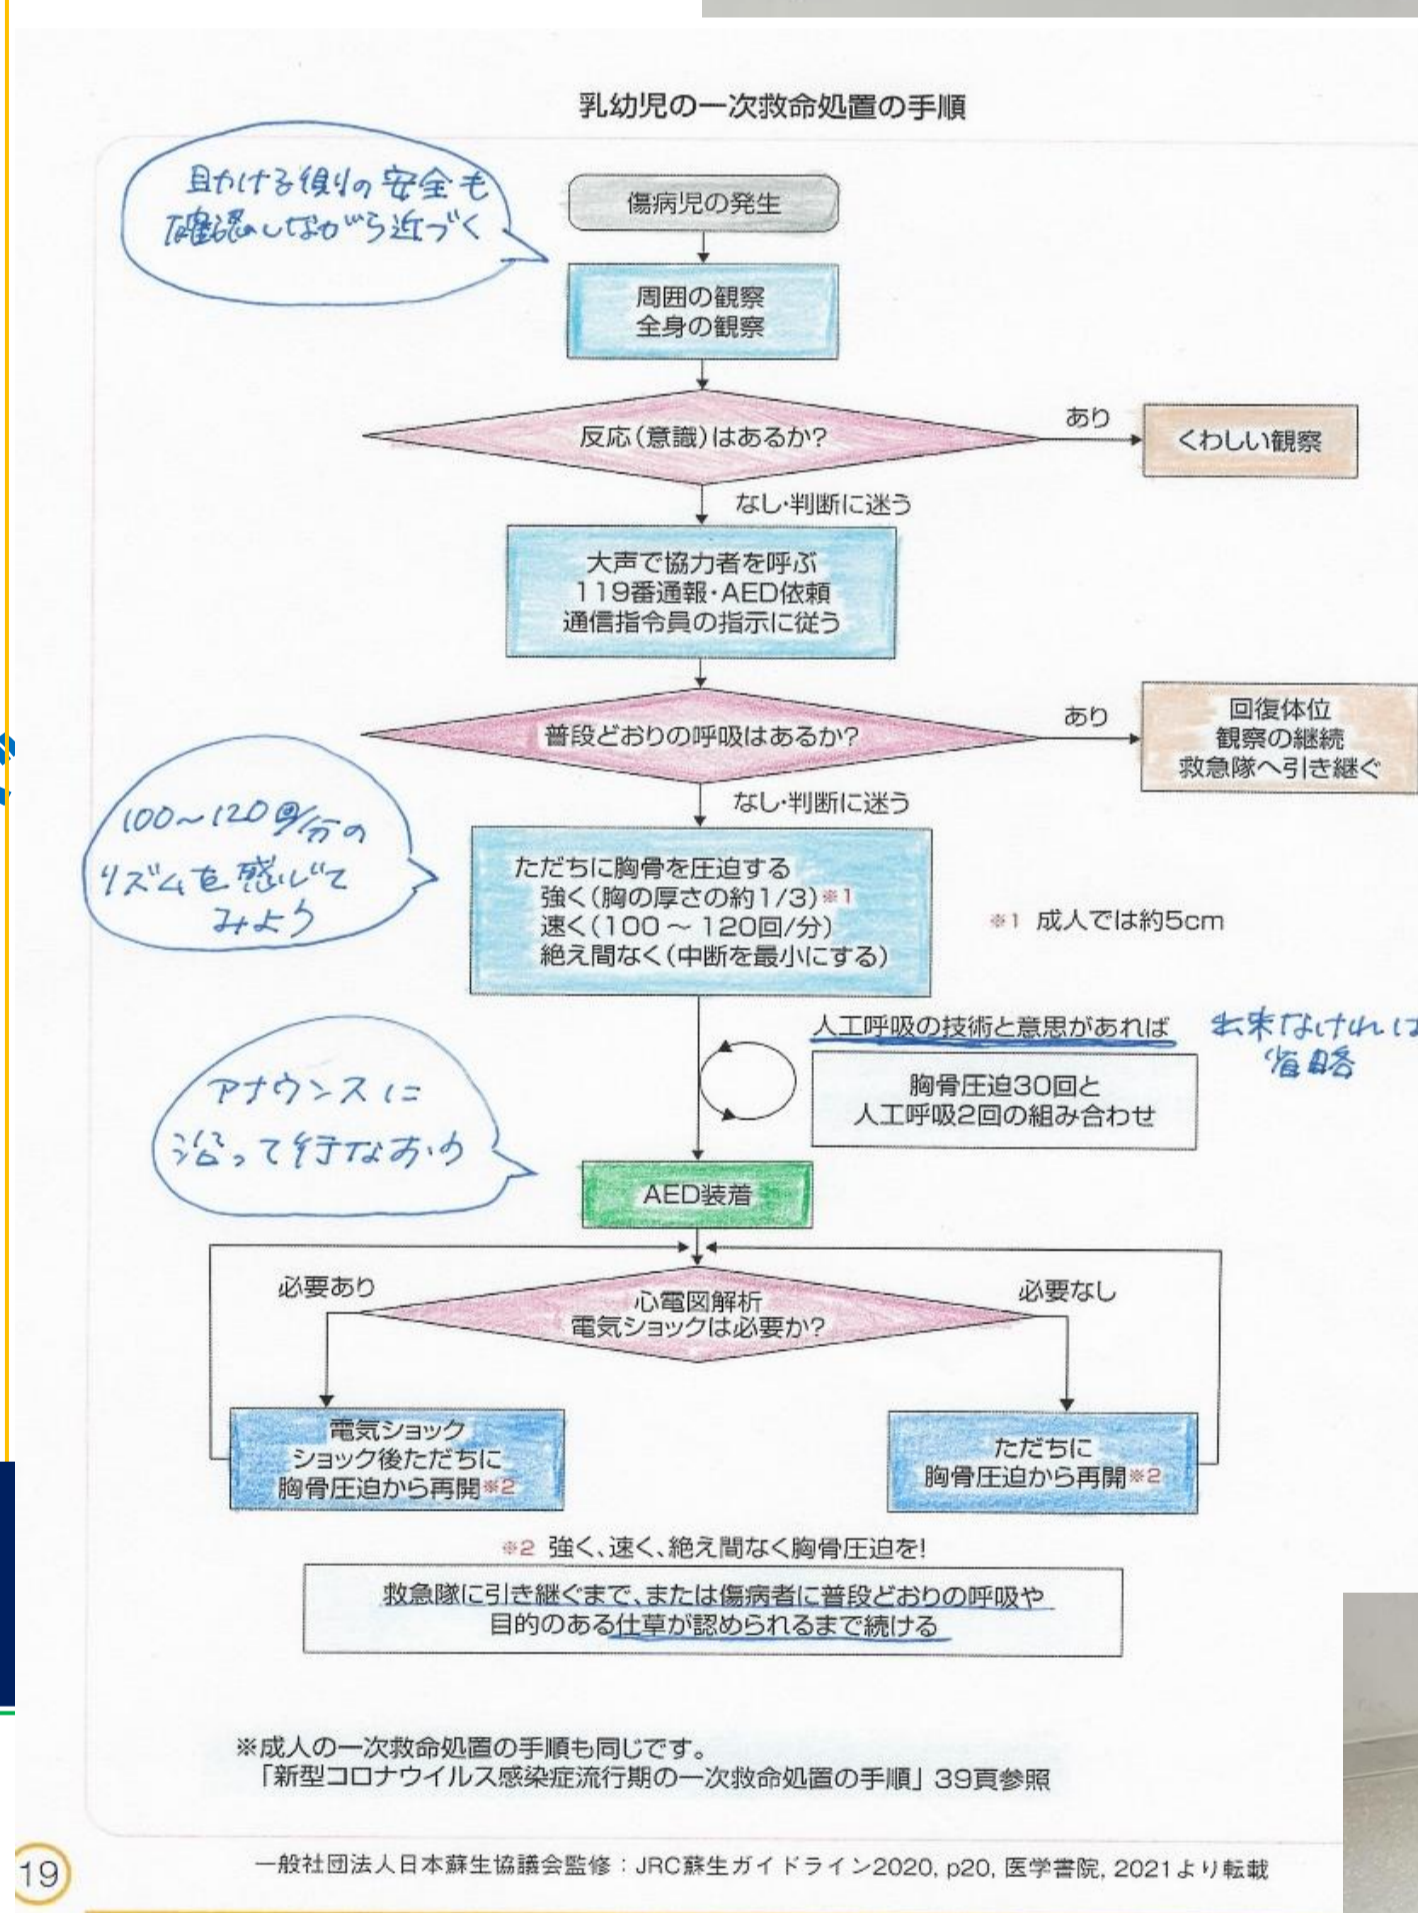 乳幼児の一次救命処置の手順
助ける側の安全も
確認しながら近づく
傷病児の発生
周囲の観察
全身の観察
反応(意識)はあるか?
あり
くわしい観察
なし・判断に迷う
大声で協力者を呼ぶ
119番通報・AED依頼
通信指令員の指示に従う
普段どおりの呼吸はあるか?
あり
回復体位
観察の継続
救急隊へ引き継ぐ
なし・判断に迷う
100~120回/分の
リズムを感じて
みよう
ただちに胸骨を圧迫する
強く(胸の厚さの約1/3)※1
速く(100~120回/分)
絶え間なく(中断を最小にする)
※1 成人では約5cm
人工呼吸の技術と意思があれば
出来なければ
省略
胸骨圧迫30回と
人工呼吸2回の組み合わせ
アナウンスに
沿って行なおう
AED装着
必要あり
心電図解析
電気ショックは必要か?
必要なし
電気ショック
ショック後ただちに
胸骨圧迫から再開※2
ただちに
胸骨圧迫から再開※2
※2 強く、速く、絶え間なく胸骨圧迫を!
救急隊に引き継ぐまで、または傷病者に普段どおりの呼吸や
目的のある仕草が認められるまで続ける
※成人の一次救命処置の手順も同じです。
「新型コロナウイルス感染症流行期の一次救命処置の手順」39頁参照
19
一般社団法人日本蘇生協議会監修:JRC蘇生ガイドライン2020, p20, 医学書院, 2021より転載